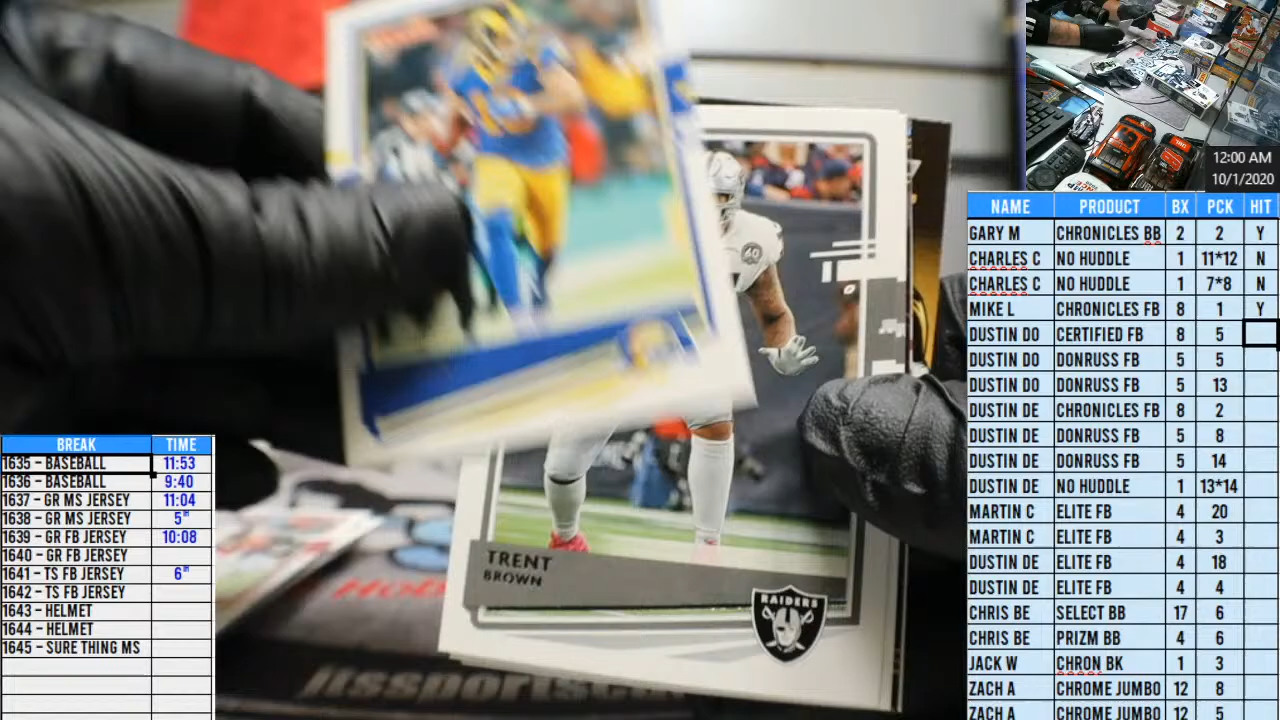 12:00 AM
10/1/2020
NAME PRODUCT BX PCK HIT
GARY M CHRONICLES BB 2 2 Y
CHARLES C NO HUDDLE 1 11*12 N
CHARLES C NO HUDDLE 1 7*8 N
MIKE L CHRONICLES FB 8 1 Y
DUSTIN DO CERTIFIED FB 8 5
DUSTIN DO DONRUSS FB 5 5
DUSTIN DO DONRUSS FB 5 13
DUSTIN DE CHRONICLES FB 8 2
DUSTIN DE DONRUSS FB 5 8
DUSTIN DE DONRUSS FB 5 14
DUSTIN DE NO HUDDLE 1 13*14
MARTIN C ELITE FB 4 20
MARTIN C ELITE FB 4 3
DUSTIN DE ELITE FB 4 18
DUSTIN DE ELITE FB 4 4
CHRIS BE SELECT BB 17 6
CHRIS BE PRIZM BB 4 6
JACK W CHRON BK 1 3
ZACH A CHROME JUMBO 12 8
ZACH A CHROME JUMBO 12 5
BREAK TIME
1635 - BASEBALL 11:53
1636 - BASEBALL 9:40
1637 - GR MS JERSEY 11:04
1638 - GR MS JERSEY 5TH
1639 - GR FB JERSEY 10:08
1640 - GR FB JERSEY
1641 - TS FB JERSEY 6TH
1642 - TS FB JERSEY
1643 - HELMET
1644 - HELMET
1645 - SURE THING MS
TRENT
BROWN
RAIDERS